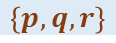 {p, q, r}